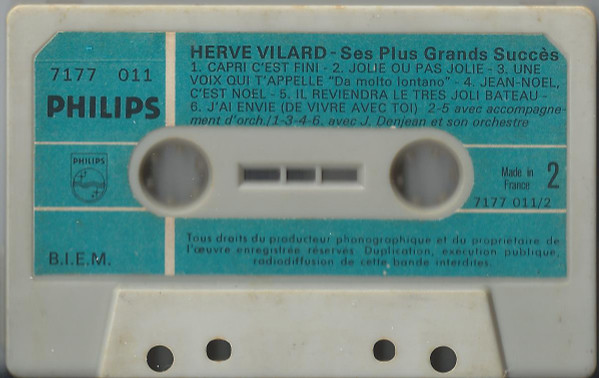 HERVE VILARD - Ses Plus Grands Succès
7177 011
1. CAPRI C'EST FINI - 2. JOLIE OU PAS JOLIE - 3. UNE
VOIX QUI T'APPELLE "Da molto lontano" - 4. JEAN-NOEL,
C'EST NOEL - 5. IL REVIENDRA LE TRES JOLI BATEAU -
PHILIPS
6. J'AI ENVIE (DE VIVRE AVEC TOI) 2-5 avec accompagne-
ment d'orch./1-3-4-6, avec J. Denjean et son orchestre
PHILIPS
Made in
France
2
7177 011/2
B.I.E.M.
Tous droits du producteur phonographique et du propriétaire de
l'œuvre enregistrée réservés. Duplication, exécution publique,
radiodiffusion de cette bande interdites.